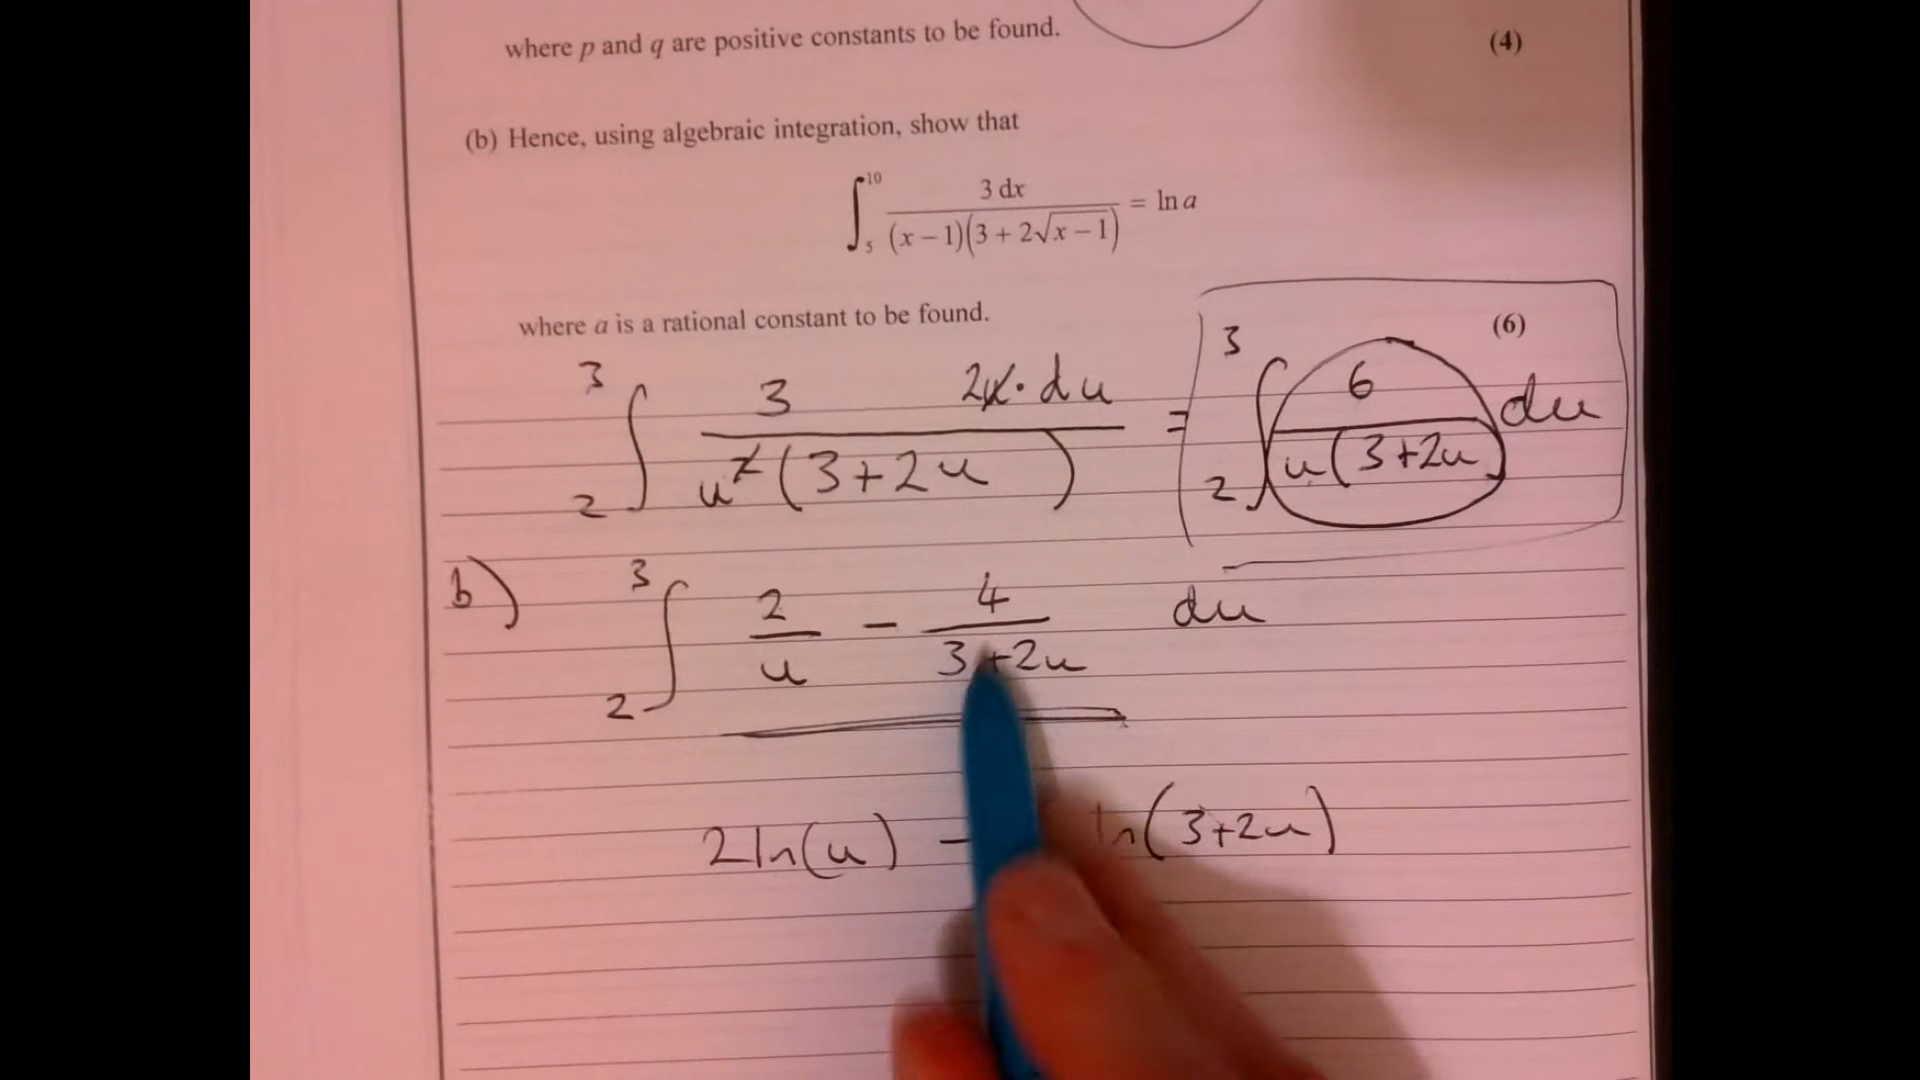 where p and q are positive constants to be found.
(4)
(b) Hence, using algebraic integration, show that
∫₅¹⁰ 3 dx / ((x – 1)(3 + 2√(x – 1))) = ln a
where a is a rational constant to be found.
(6)
∫₂³ 3 2u · du / (u²(3+2u)) = ∫₂³ 6 / (u(3+2u)) du
b) ∫₂³ 2/u − 4/(3+2u) du
2ln(u) − ln(3+2u)